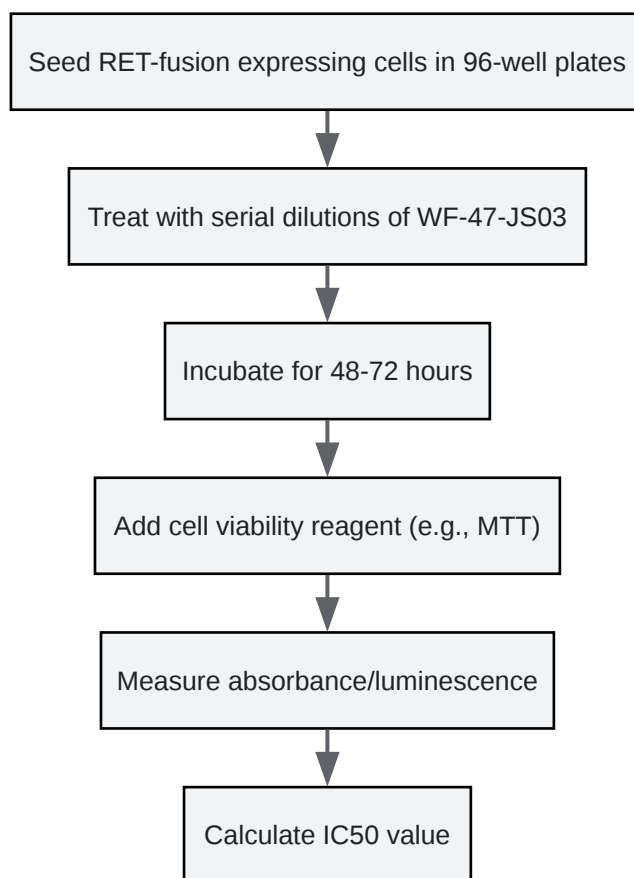 Seed RET-fusion expressing cells in 96-well plates
Treat with serial dilutions of WF-47-JS03
Incubate for 48-72 hours
Add cell viability reagent (e.g., MTT)
Measure absorbance/luminescence
Calculate IC50 value